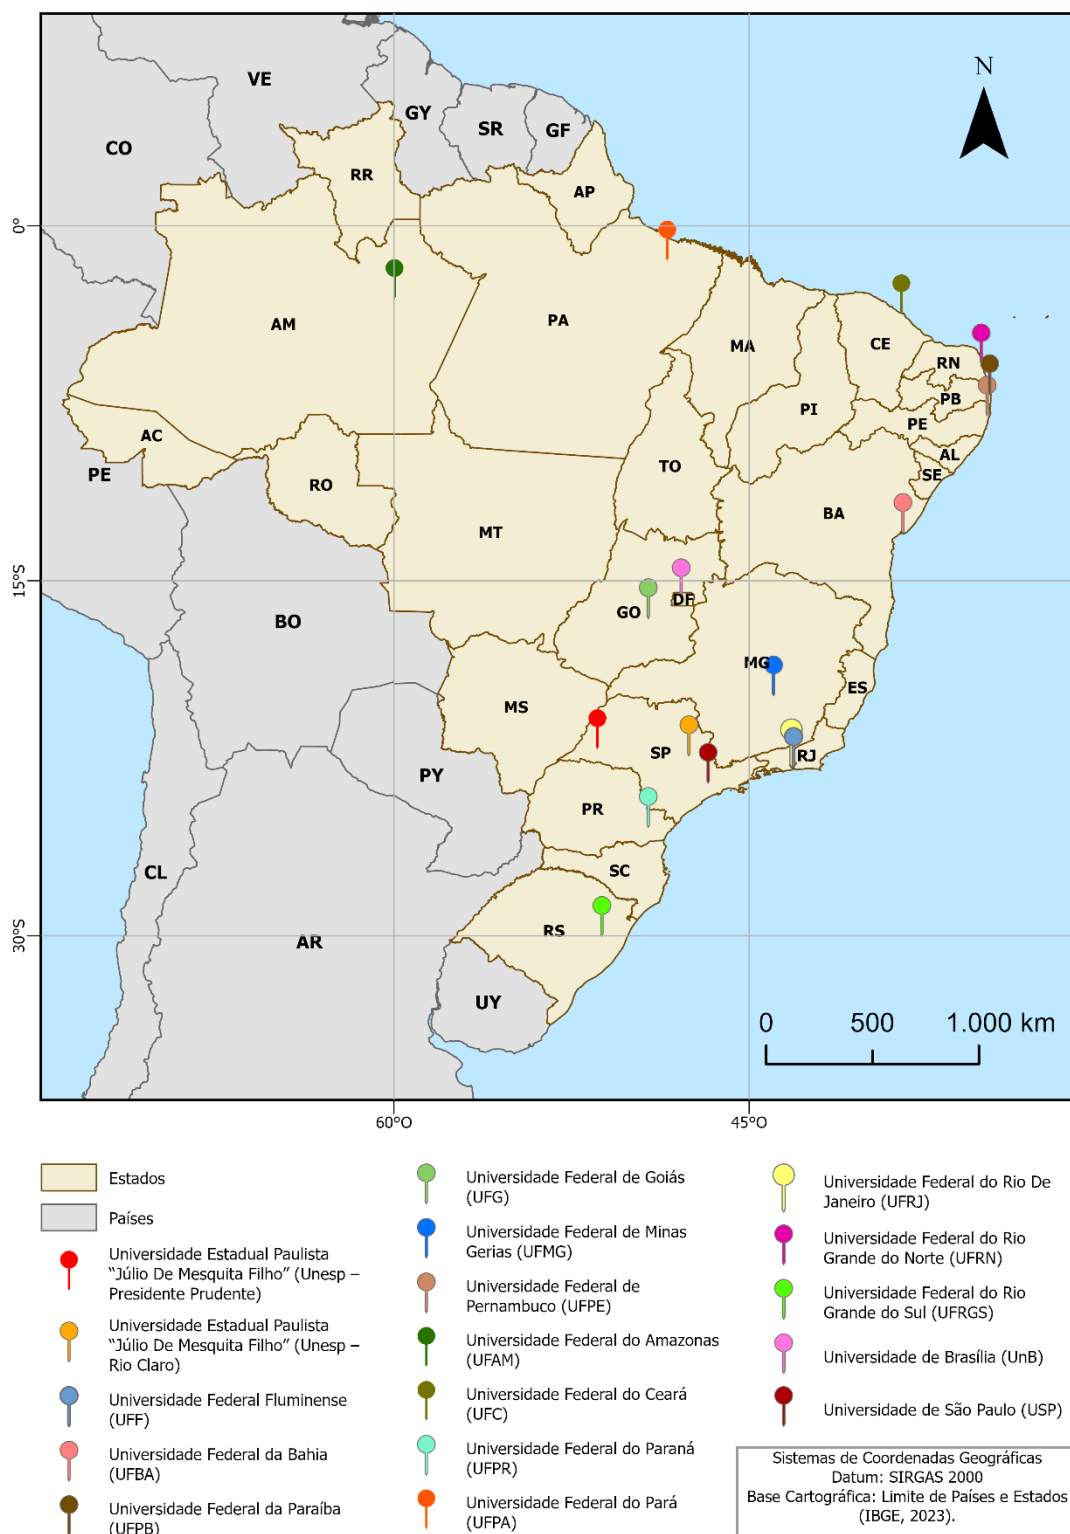 N
VE
GY
SR
GF
CO
RR
AP
0°
AM
PA
MA
CE
RN
PB
PI
PE
AC
AL
PE
TO
SE
RO
BA
MT
15°S
DF
GO
BO
MG
ES
MS
SP
RJ
PY
PR
CL
SC
RS
30°S
AR
UY
0 500 1.000 km
60°O
45°O
Estados
Países
Universidade Estadual Paulista
“Júlio De Mesquita Filho” (Unesp –
Presidente Prudente)
Universidade Estadual Paulista
“Júlio De Mesquita Filho” (Unesp –
Rio Claro)
Universidade Federal Fluminense
(UFF)
Universidade Federal da Bahia
(UFBA)
Universidade Federal da Paraíba
(UFPB)
Universidade Federal de Goiás
(UFG)
Universidade Federal de Minas
Gerias (UFMG)
Universidade Federal de
Pernambuco (UFPE)
Universidade Federal do Amazonas
(UFAM)
Universidade Federal do Ceará
(UFC)
Universidade Federal do Paraná
(UFPR)
Universidade Federal do Pará
(UFPA)
Universidade Federal do Rio De
Janeiro (UFRJ)
Universidade Federal do Rio
Grande do Norte (UFRN)
Universidade Federal do Rio
Grande do Sul (UFRGS)
Universidade de Brasília (UnB)
Universidade de São Paulo (USP)
Sistemas de Coordenadas Geográficas
Datum: SIRGAS 2000
Base Cartográfica: Limite de Países e Estados
(IBGE, 2023).